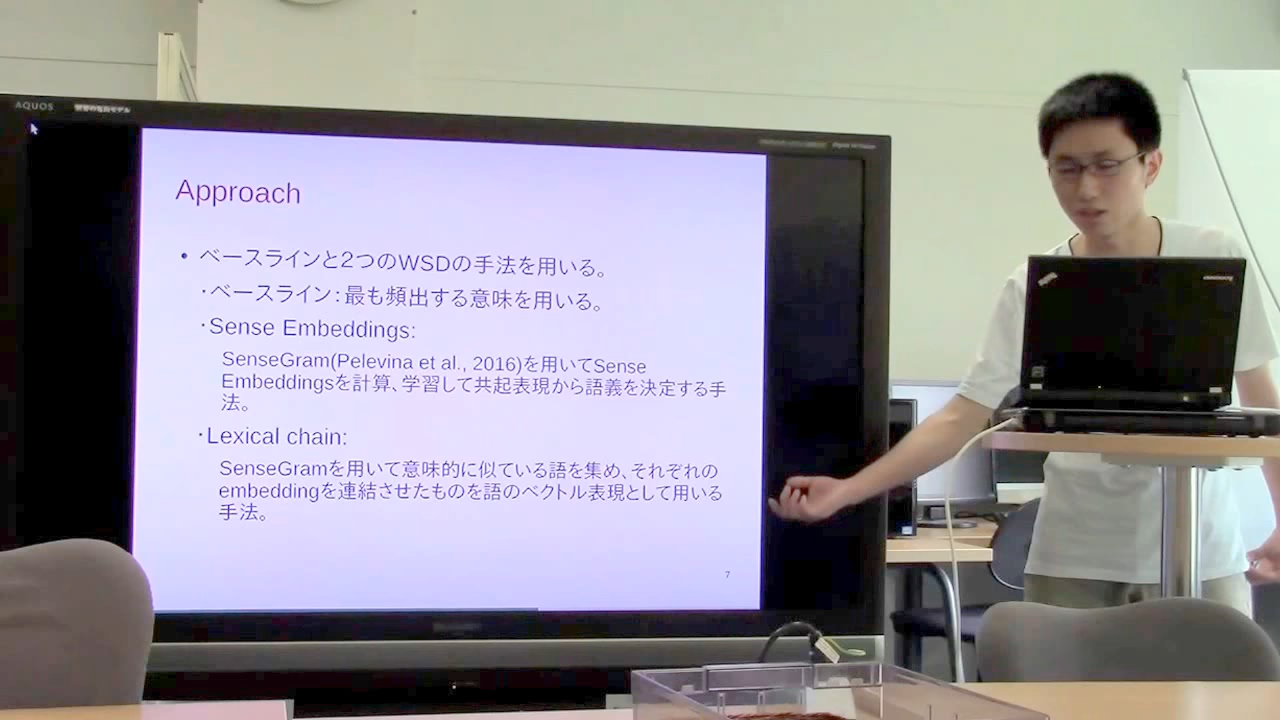 AQUOS
Approach
• ベースラインと2つのWSDの手法を用いる。
・ベースライン：最も頻出する意味を用いる。
・Sense Embeddings:
SenseGram(Pelevina et al., 2016)を用いてSense
Embeddingsを計算、学習して共起表現から語義を決定する手
法。
・Lexical chain:
SenseGramを用いて意味的に似ている語を集め、それぞれの
embeddingを連結させたものを語のベクトル表現として用いる
手法。
7
ThinkPad
lenovo